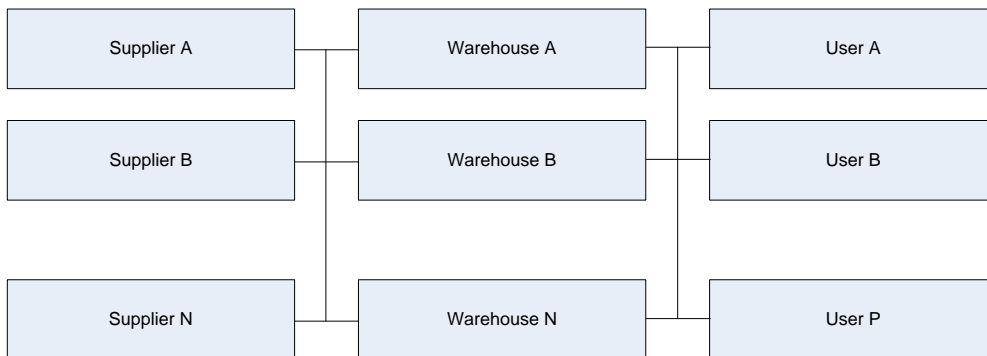 Supplier A
Warehouse A
User A
Supplier B
Warehouse B
User B
Supplier N
Warehouse N
User P